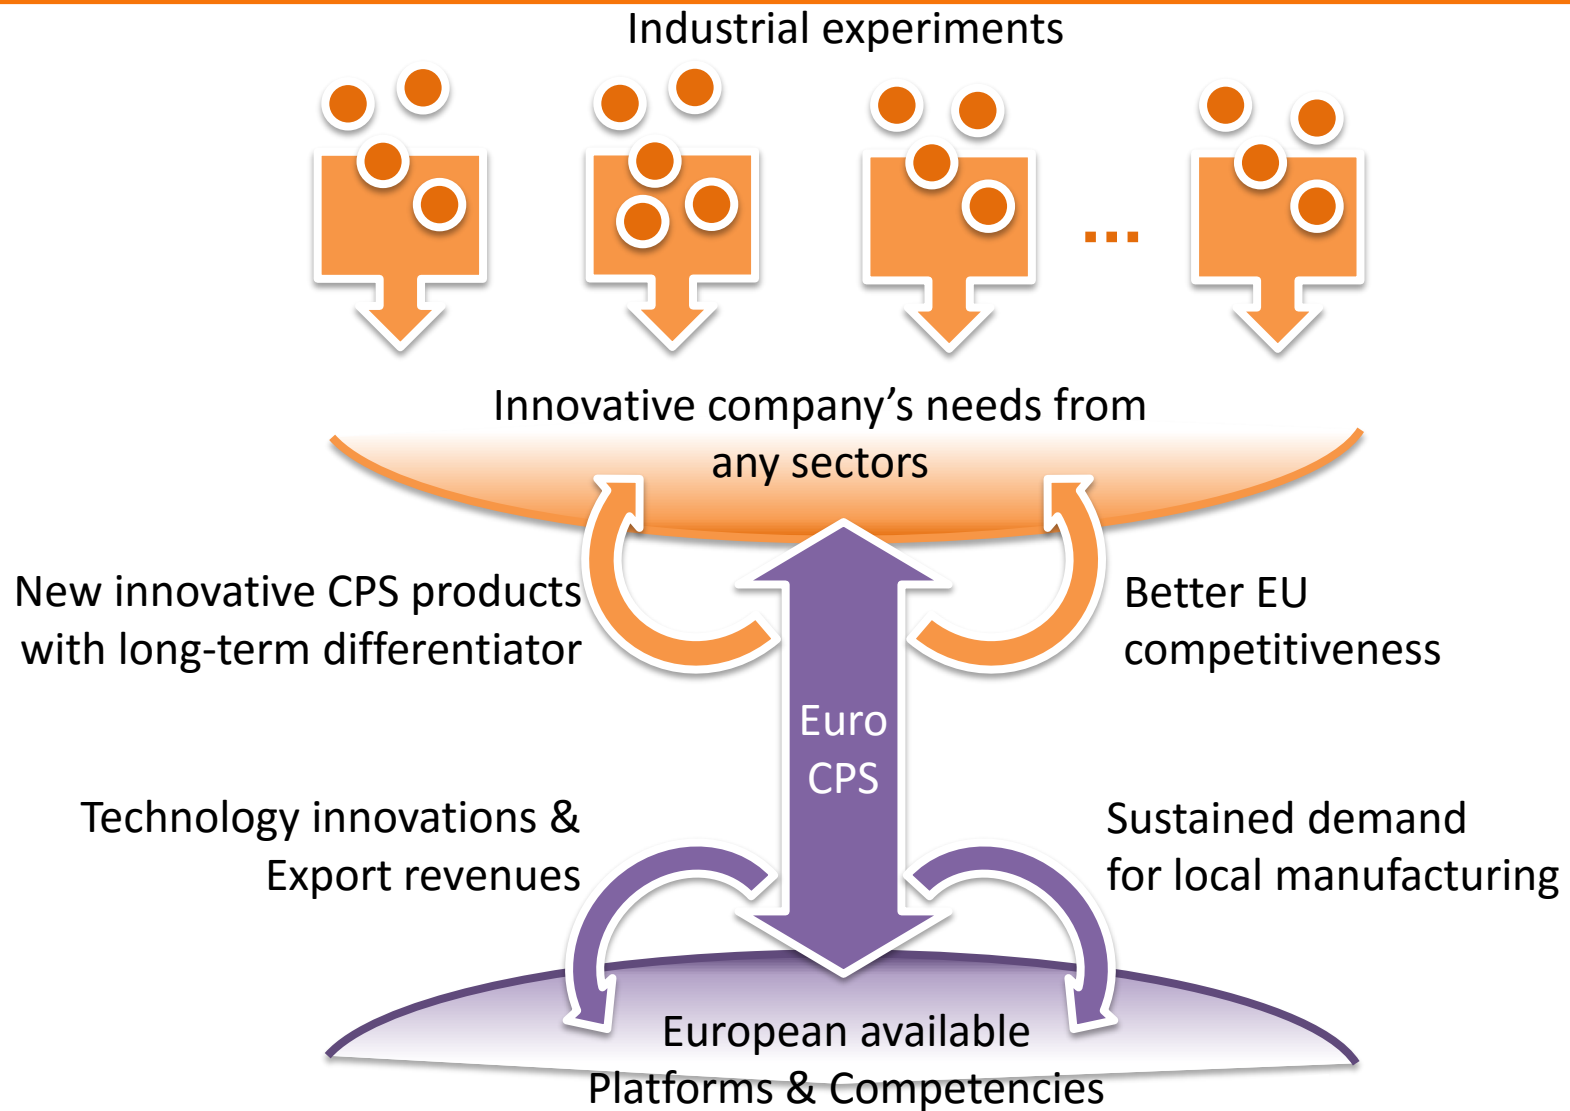 Industrial experiments
...
Innovative company’s needs from
any sectors
New innovative CPS products
with long-term differentiator
Better EU
competitiveness
Euro
CPS
Technology innovations &
Export revenues
Sustained demand
for local manufacturing
European available
Platforms & Competencies